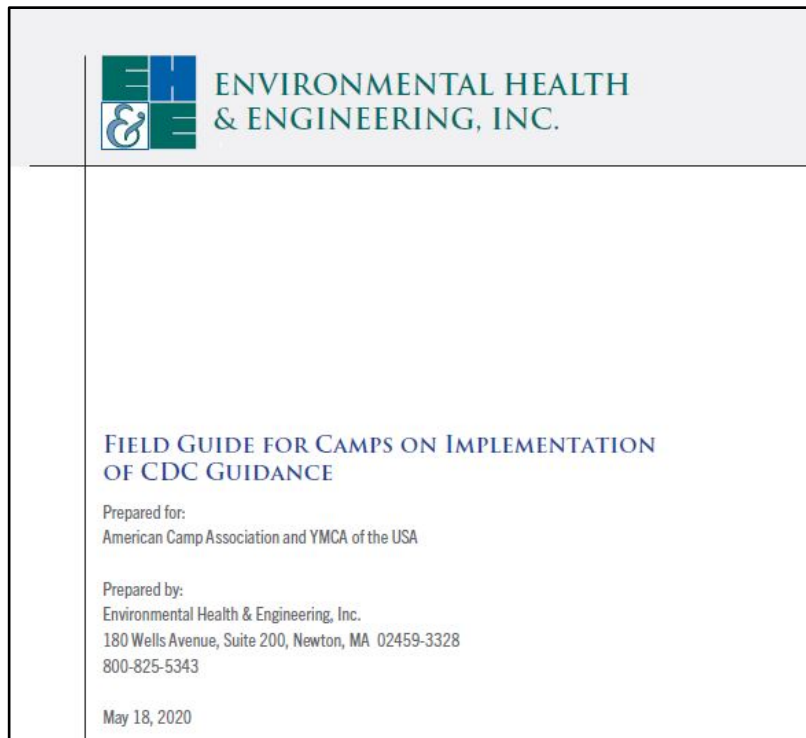 EH
&E
ENVIRONMENTAL HEALTH
& ENGINEERING, INC.
FIELD GUIDE FOR CAMPS ON IMPLEMENTATION
OF CDC GUIDANCE
Prepared for:
American Camp Association and YMCA of the USA
Prepared by:
Environmental Health & Engineering, Inc.
180 Wells Avenue, Suite 200, Newton, MA 02459-3328
800-825-5343
May 18, 2020